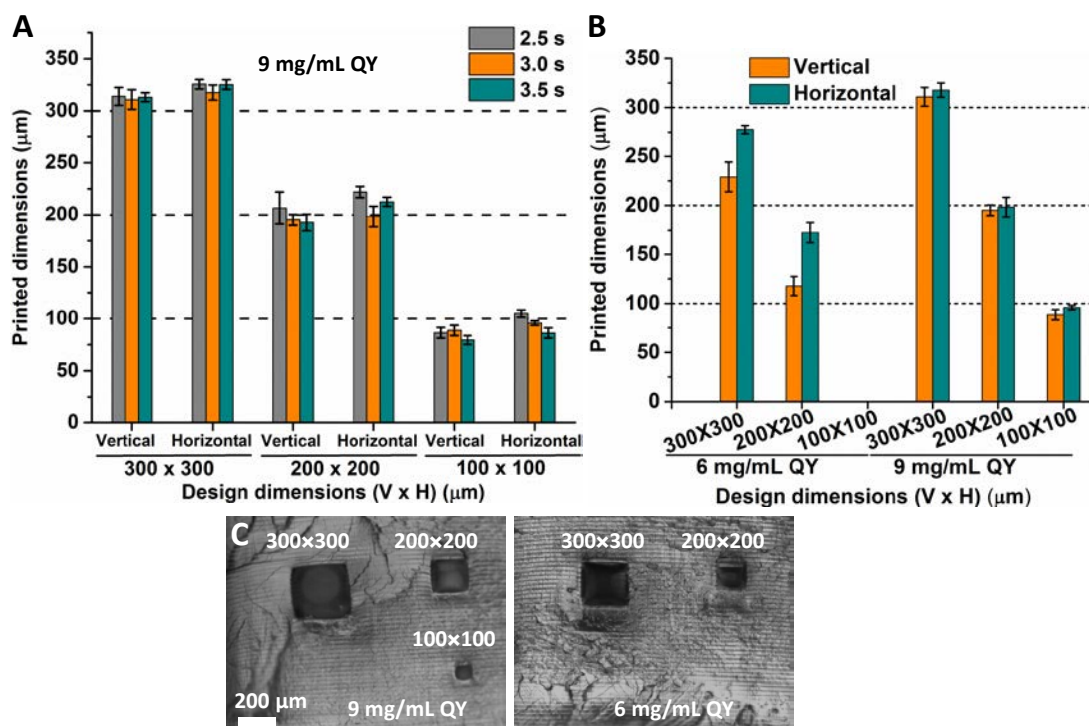 A
Printed dimensions (µm)
350
300
250
200
150
100
50
0
9 mg/mL QY
2.5 s
3.0 s
3.5 s
Vertical Horizontal Vertical Horizontal Vertical Horizontal
300 x 300 200 x 200 100 x 100
Design dimensions (V x H) (µm)
B
Printed dimensions (µm)
350
300
250
200
150
100
50
0
Vertical
Horizontal
300X300 200X200 100X100 300X300 200X200 100X100
6 mg/mL QY 9 mg/mL QY
Design dimensions (V x H) (µm)
C
300×300 200×200
100×100
200 µm
9 mg/mL QY
300×300 200×200
6 mg/mL QY